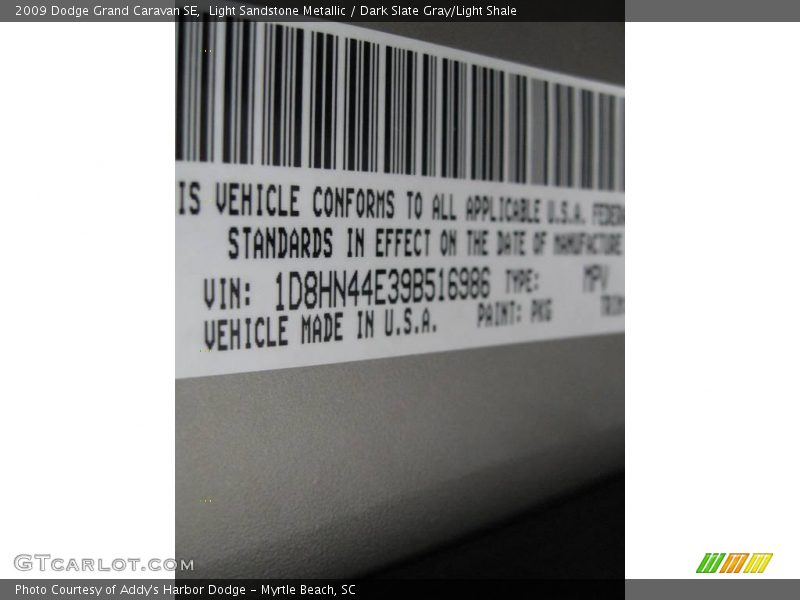 2009 Dodge Grand Caravan SE, Light Sandstone Metallic / Dark Slate Gray/Light Shale
IS VEHICLE CONFORMS TO ALL APPLICABLE U.S.A. FEDERA
STANDARDS IN EFFECT ON THE DATE OF MANUFACTURE
VIN: 1D8HN44E39B516986 TYPE: MPV
VEHICLE MADE IN U.S.A. PAINT: PKG TRIM
GTCARLOT.COM
Photo Courtesy of Addy's Harbor Dodge - Myrtle Beach, SC